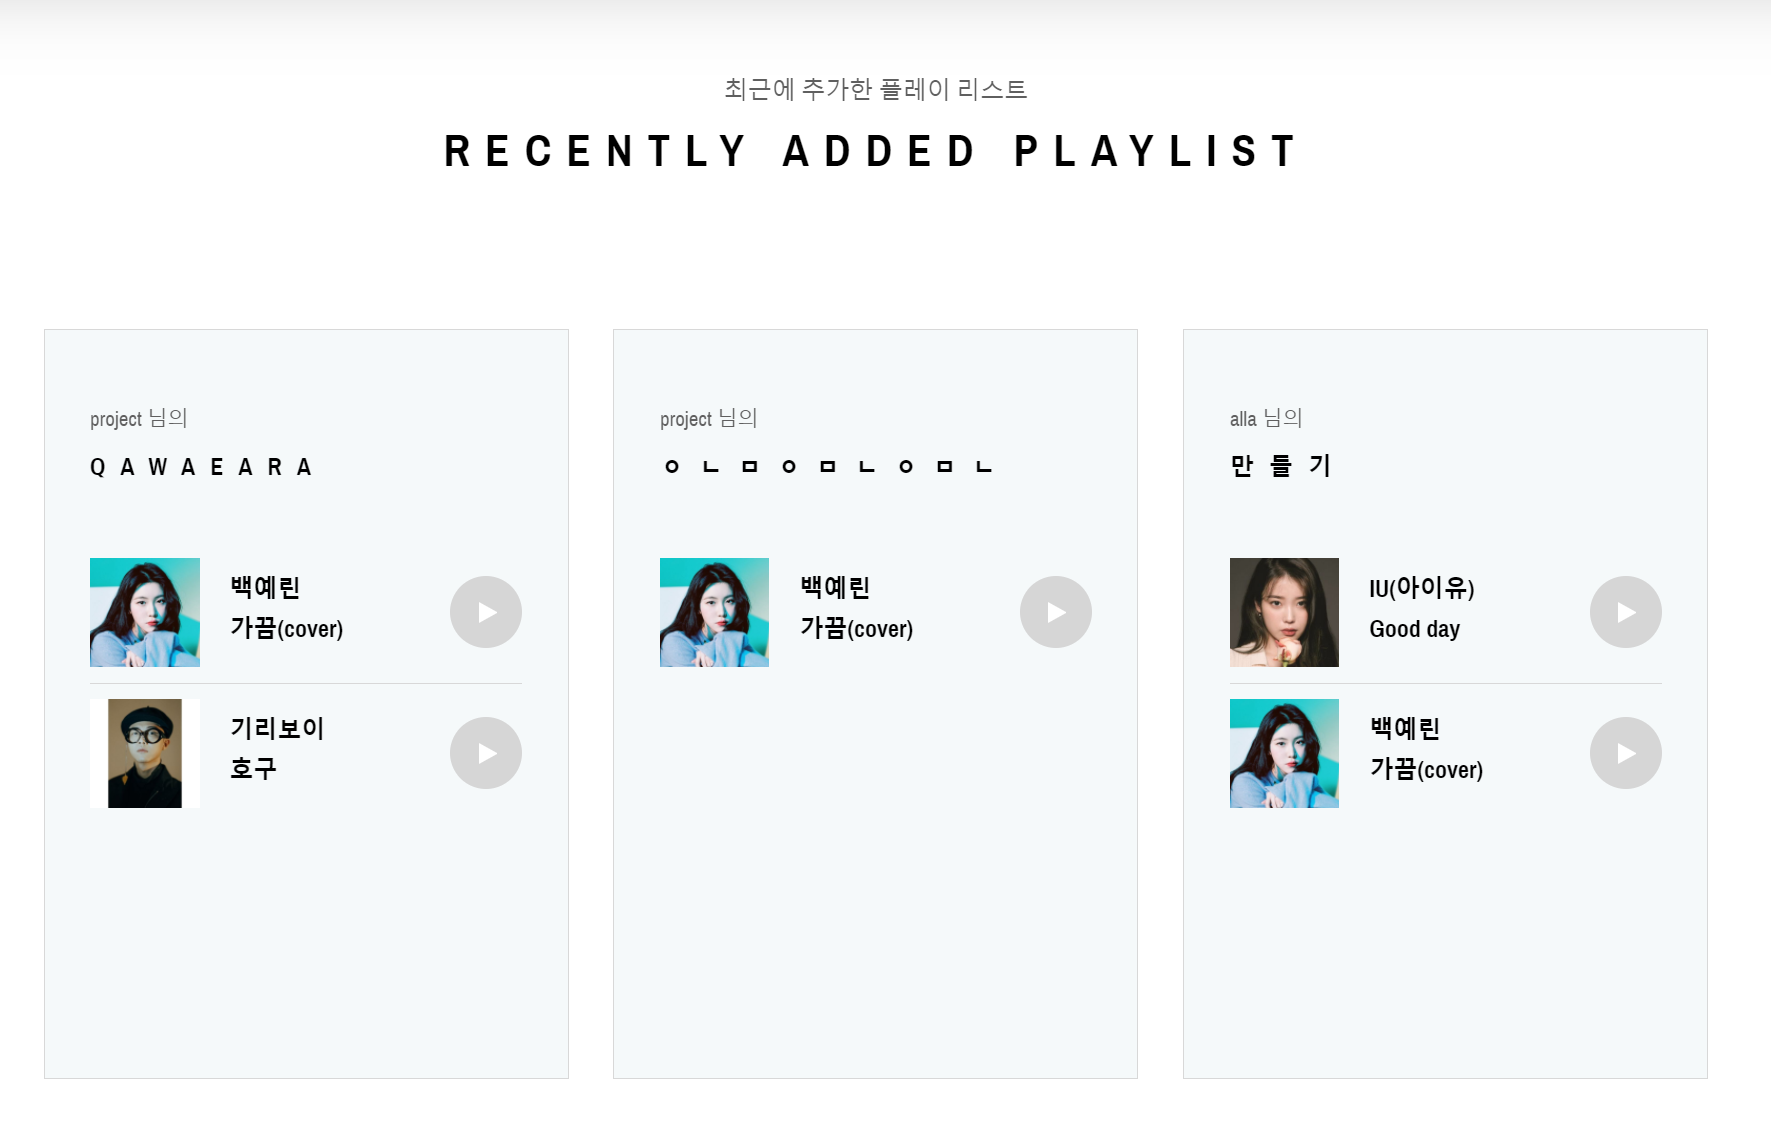 최근에 추가한 플레이 리스트
RECENTLY ADDED PLAYLIST
project 님의
QAWAEARA
백예린
가끔(cover)
기리보이
호구
project 님의
ㅇㄴㅁㅇㅁㄴㅇㅁㄴ
백예린
가끔(cover)
alla 님의
만들기
IU(아이유)
Good day
백예린
가끔(cover)